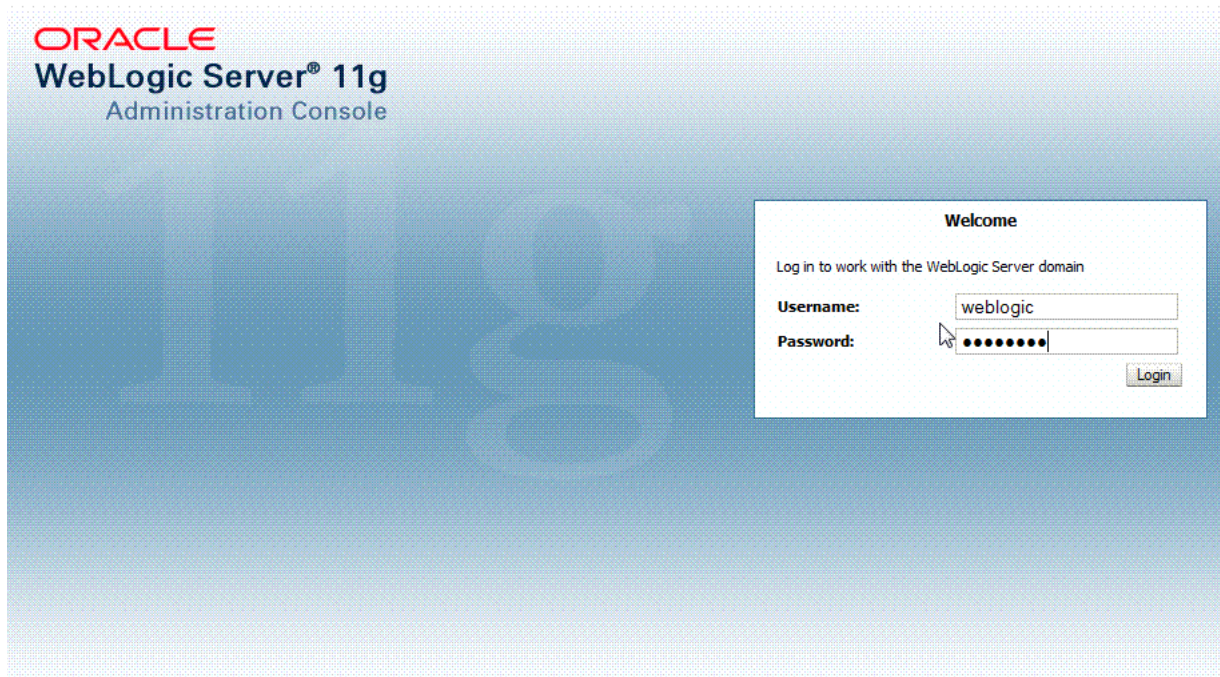 ORACLE
WebLogic Server® 11g
Administration Console
11g
Welcome
Log in to work with the WebLogic Server domain
Username: weblogic
Password: ●●●●●●●●
Login